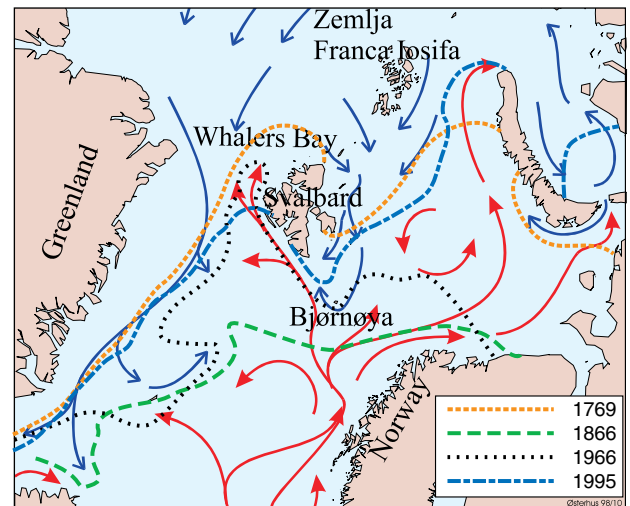 Zemlja
Franca Iosifa
Whalers Bay
Greenland
Svalbard
Bjørnøya
Norway
1769
1866
1966
1995
Østerhus 98/10